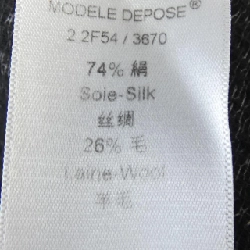 MODELE DEPOSE®
2 2F54 / 3670
74% 絹
Soie-Silk
丝绸
26% 毛
Laine-Wool
羊毛